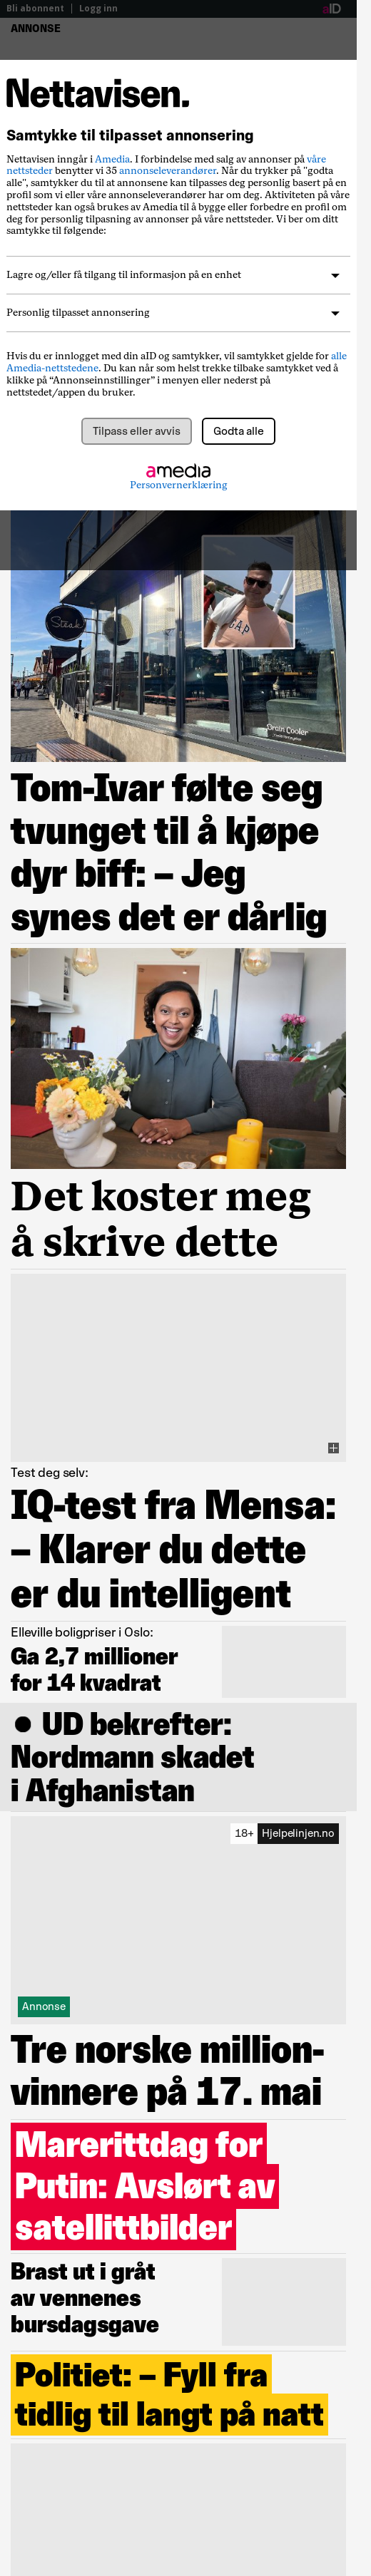 Bli abonnent | Logg inn
aID
ANNONSE
Nettavisen.
Samtykke til tilpasset annonsering
Nettavisen inngår i Amedia. I forbindelse med salg av annonser på våre
nettsteder benytter vi 35 annonseleverandører. Når du trykker på "godta
alle", samtykker du til at annonsene kan tilpasses deg personlig basert på en
profil som vi eller våre annonseleverandører har om deg. Aktiviteten på våre
nettsteder kan også brukes av Amedia til å bygge eller forbedre en profil om
deg for personlig tilpasning av annonser på våre nettsteder. Vi ber om ditt
samtykke til følgende:
Lagre og/eller få tilgang til informasjon på en enhet
Personlig tilpasset annonsering
Hvis du er innlogget med din aID og samtykker, vil samtykket gjelde for alle
Amedia-nettstedene. Du kan når som helst trekke tilbake samtykket ved å
klikke på “Annonseinnstillinger” i menyen eller nederst på
nettstedet/appen du bruker.
Tilpass eller avvis
Godta alle
amedia
Personvernerklæring
Steak
GAP
Drain Cooler
Tom-Ivar følte seg
tvunget til å kjøpe
dyr biff: – Jeg
synes det er dårlig
Det koster meg
å skrive dette
Test deg selv:
IQ-test fra Mensa:
– Klarer du dette
er du intelligent
Elleville boligpriser i Oslo:
Ga 2,7 millioner
for 14 kvadrat
● UD bekrefter:
Nordmann skadet
i Afghanistan
18+ Hjelpelinjen.no
Annonse
Tre norske million-
vinnere på 17. mai
Marerittdag for
Putin: Avslørt av
satellittbilder
Brast ut i gråt
av vennenes
bursdagsgave
Politiet: – Fyll fra
tidlig til langt på natt